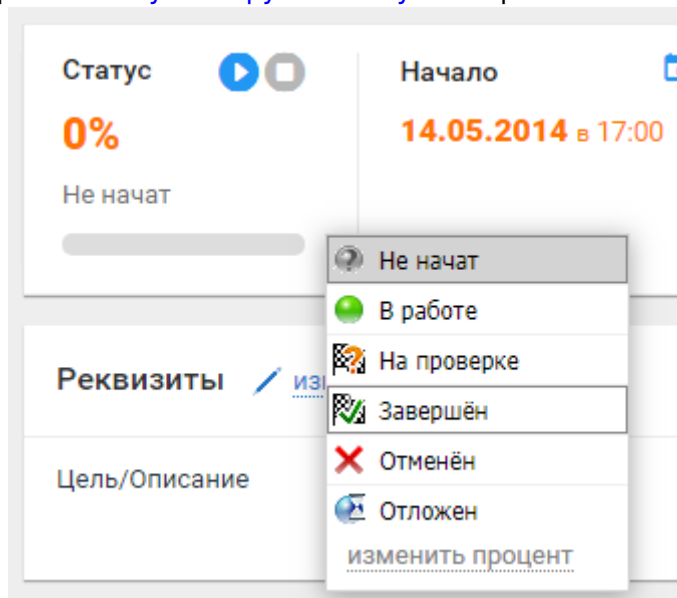 Статус
Начало
0%
14.05.2014 в 17:00
Не начат
Не начат
В работе
Реквизиты
На проверке
Завершён
Цель/Описание
Отменён
Отложен
изменить процент